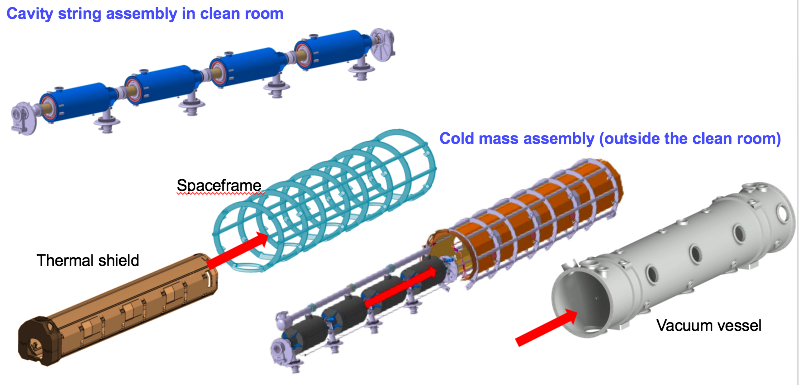 Cavity string assembly in clean room
Cold mass assembly (outside the clean room)
Spaceframe
Thermal shield
Vacuum vessel